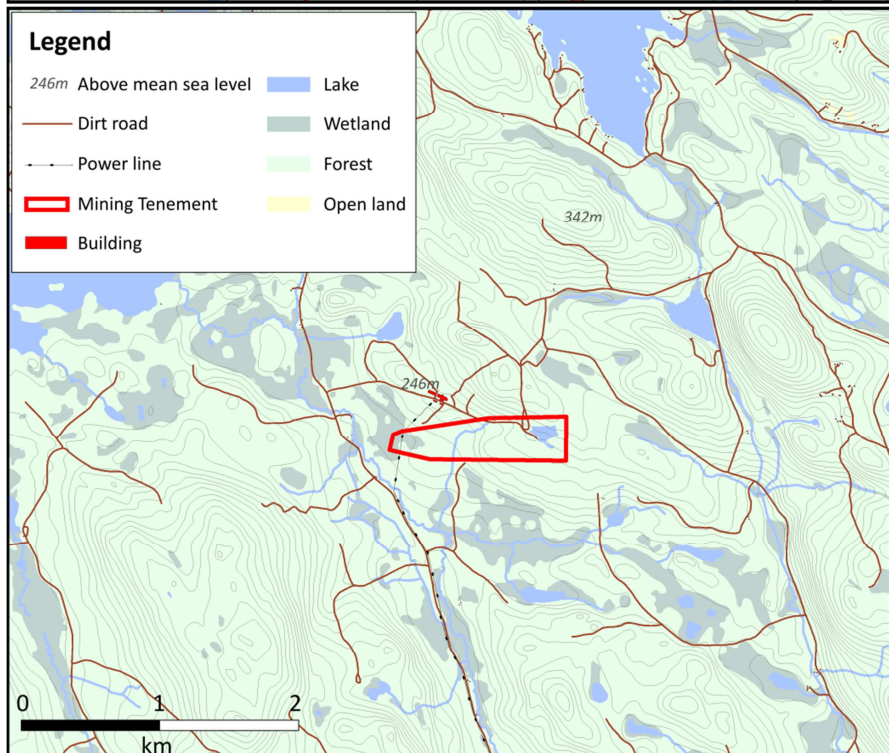 Legend
246m Above mean sea level
Lake
Dirt road
Wetland
Power line
Forest
Mining Tenement
Open land
Building
342m
246m
0 1 2
km